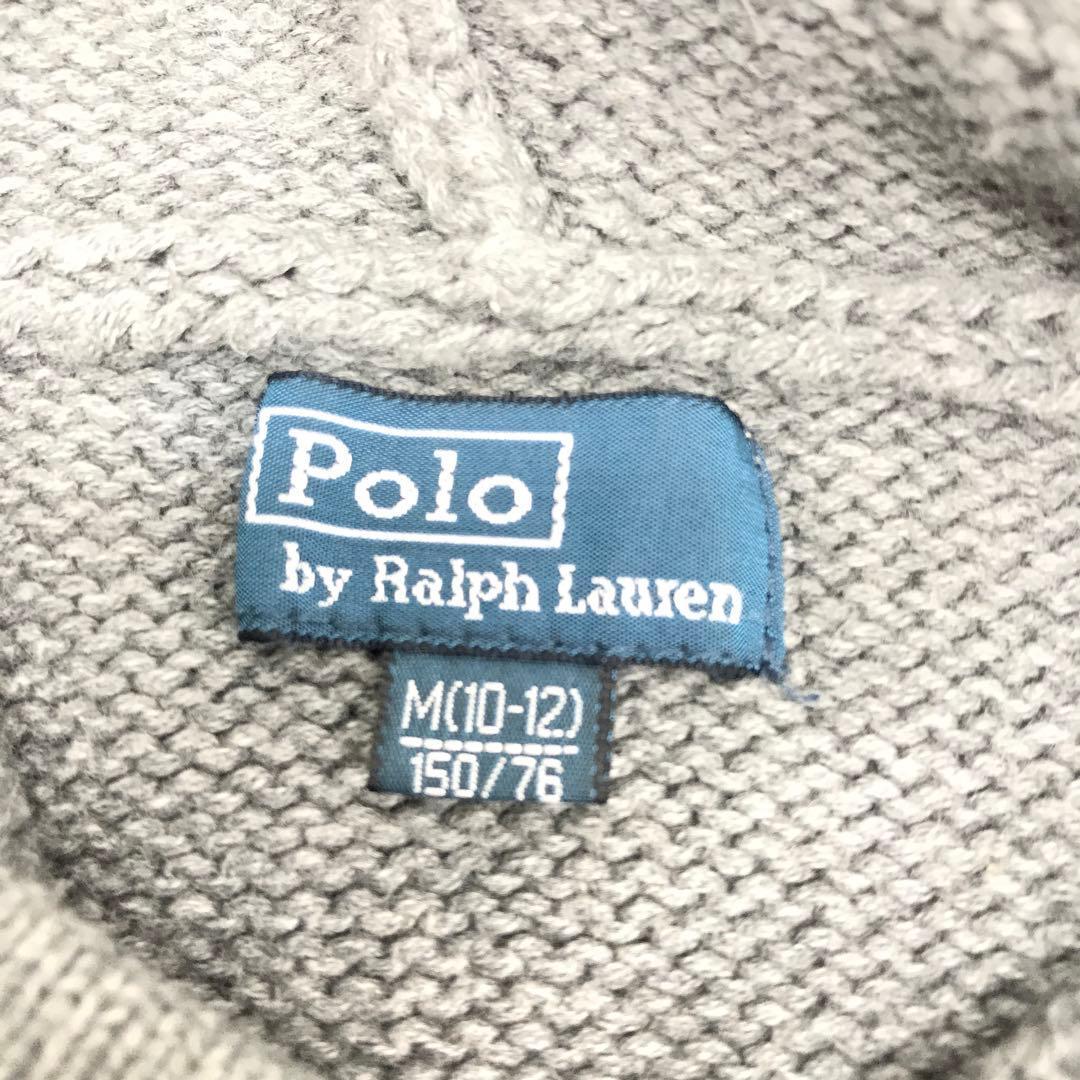 Polo
by Ralph Lauren
M(10-12)
150/76